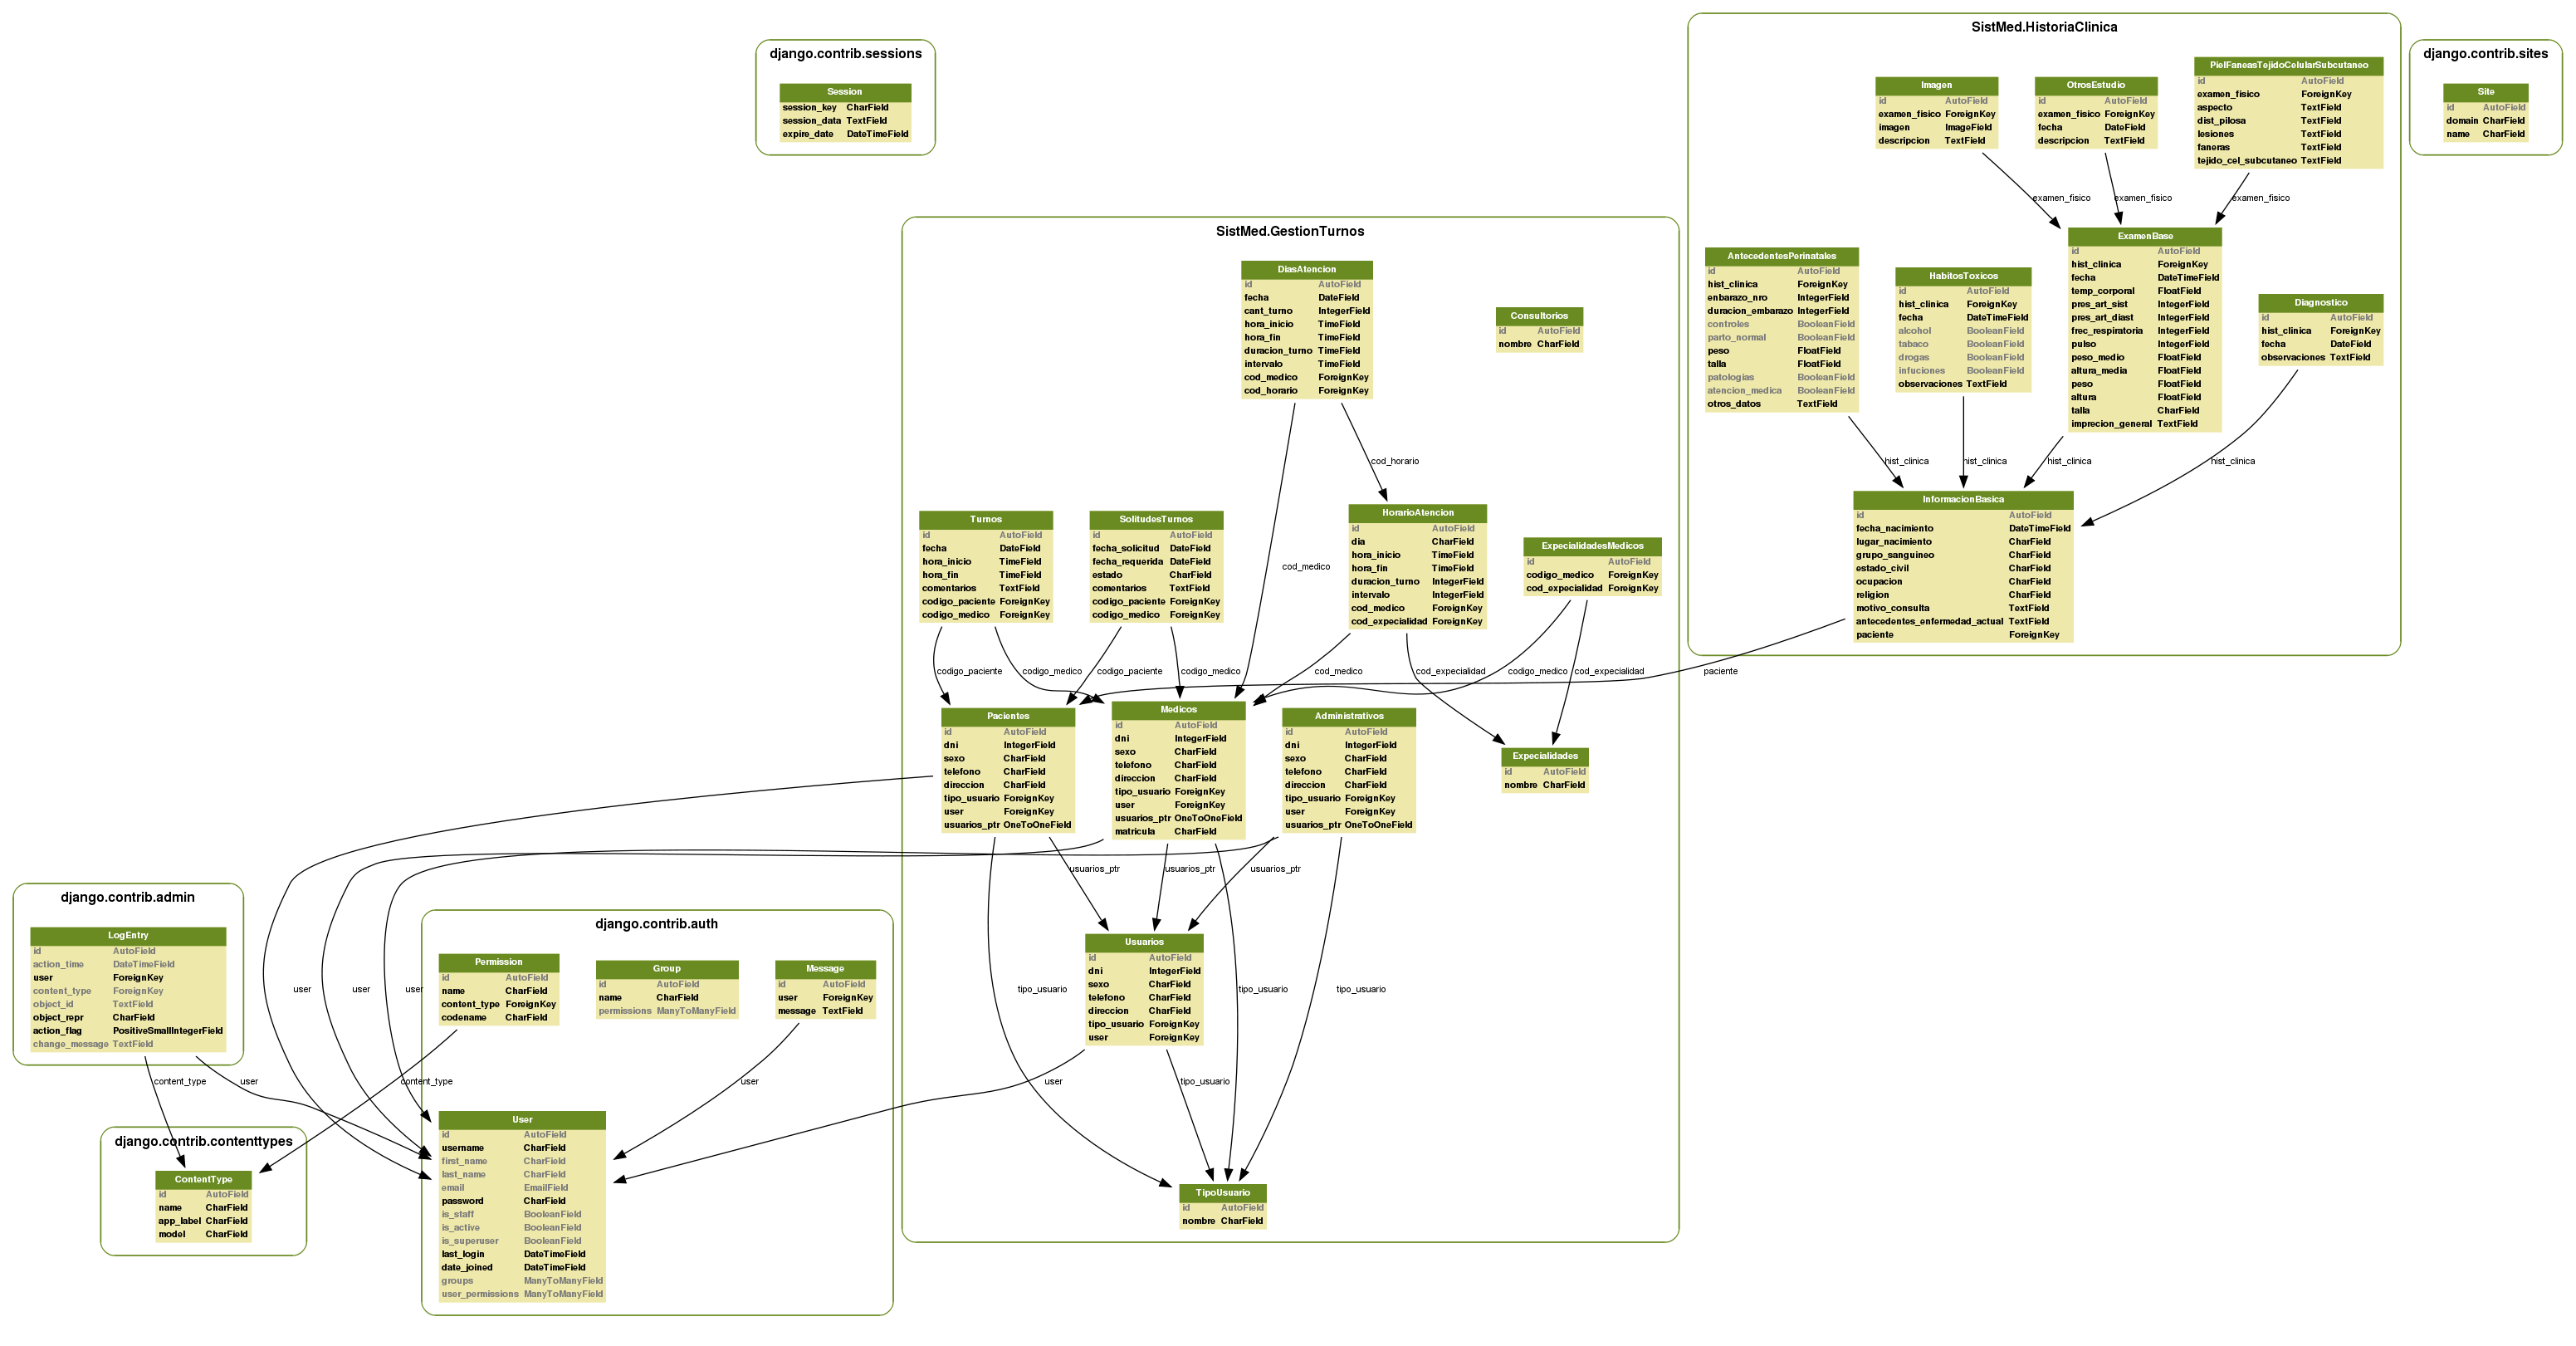 django.contrib.sessions
Session
session_key CharField
session_data TextField
expire_date DateTimeField
SistMed.HistoriaClinica
Imagen
id AutoField
examen_fisico ForeignKey
imagen ImageField
descripcion TextField
OtrosEstudio
id AutoField
examen_fisico ForeignKey
fecha DateField
descripcion TextField
PielFaneasTejidoCelularSubcutaneo
id AutoField
examen_fisico ForeignKey
aspecto TextField
dist_pilosa TextField
lesiones TextField
faneras TextField
tejido_cel_subcutaneo TextField
examen_fisico
examen_fisico
examen_fisico
AntecedentesPerinatales
id AutoField
hist_clinica ForeignKey
enbarazo_nro IntegerField
duracion_embarazo IntegerField
controles BooleanField
parto_normal BooleanField
peso FloatField
talla FloatField
patologias BooleanField
atencion_medica BooleanField
otros_datos TextField
HabitosToxicos
id AutoField
hist_clinica ForeignKey
fecha DateTimeField
alcohol BooleanField
tabaco BooleanField
drogas BooleanField
infuciones BooleanField
observaciones TextField
ExamenBase
id AutoField
hist_clinica ForeignKey
fecha DateTimeField
temp_corporal FloatField
pres_art_sist IntegerField
pres_art_diast IntegerField
frec_respiratoria IntegerField
pulso IntegerField
peso_medio FloatField
altura_media FloatField
peso FloatField
altura FloatField
talla CharField
imprecion_general TextField
Diagnostico
id AutoField
hist_clinica ForeignKey
fecha DateField
observaciones TextField
hist_clinica
hist_clinica
hist_clinica
hist_clinica
InformacionBasica
id AutoField
fecha_nacimiento DateTimeField
lugar_nacimiento CharField
grupo_sanguineo CharField
estado_civil CharField
ocupacion CharField
religion CharField
motivo_consulta TextField
antecedentes_enfermedad_actual TextField
paciente ForeignKey
paciente
django.contrib.sites
Site
id AutoField
domain CharField
name CharField
SistMed.GestionTurnos
DiasAtencion
id AutoField
fecha DateField
cant_turno IntegerField
hora_inicio TimeField
hora_fin TimeField
duracion_turno TimeField
intervalo TimeField
cod_medico ForeignKey
cod_horario ForeignKey
Consultorios
id AutoField
nombre CharField
cod_horario
cod_medico
Turnos
id AutoField
fecha DateField
hora_inicio TimeField
hora_fin TimeField
comentarios TextField
codigo_paciente ForeignKey
codigo_medico ForeignKey
SolitudesTurnos
id AutoField
fecha_solicitud DateField
fecha_requerida DateField
estado CharField
comentarios TextField
codigo_paciente ForeignKey
codigo_medico ForeignKey
HorarioAtencion
id AutoField
dia CharField
hora_inicio TimeField
hora_fin TimeField
duracion_turno IntegerField
intervalo IntegerField
cod_medico ForeignKey
cod_expecialidad ForeignKey
ExpecialidadesMedicos
id AutoField
codigo_medico ForeignKey
cod_expecialidad ForeignKey
codigo_paciente
codigo_medico
codigo_paciente
codigo_medico
cod_medico
cod_expecialidad
codigo_medico
cod_expecialidad
Pacientes
id AutoField
dni IntegerField
sexo CharField
telefono CharField
direccion CharField
tipo_usuario ForeignKey
user ForeignKey
usuarios_ptr OneToOneField
Medicos
id AutoField
dni IntegerField
sexo CharField
telefono CharField
direccion CharField
tipo_usuario ForeignKey
user ForeignKey
usuarios_ptr OneToOneField
matricula CharField
Administrativos
id AutoField
dni IntegerField
sexo CharField
telefono CharField
direccion CharField
tipo_usuario ForeignKey
user ForeignKey
usuarios_ptr OneToOneField
Expecialidades
id AutoField
nombre CharField
usuarios_ptr
usuarios_ptr
usuarios_ptr
Usuarios
id AutoField
dni IntegerField
sexo CharField
telefono CharField
direccion CharField
tipo_usuario ForeignKey
user ForeignKey
tipo_usuario
tipo_usuario
tipo_usuario
user
tipo_usuario
TipoUsuario
id AutoField
nombre CharField
django.contrib.admin
LogEntry
id AutoField
action_time DateTimeField
user ForeignKey
content_type ForeignKey
object_id TextField
object_repr CharField
action_flag PositiveSmallIntegerField
change_message TextField
content_type
user
user
user
user
django.contrib.auth
Permission
id AutoField
name CharField
content_type ForeignKey
codename CharField
Group
id AutoField
name CharField
permissions ManyToManyField
Message
id AutoField
user ForeignKey
message TextField
content_type
user
User
id AutoField
username CharField
first_name CharField
last_name CharField
email EmailField
password CharField
is_staff BooleanField
is_active BooleanField
is_superuser BooleanField
last_login DateTimeField
date_joined DateTimeField
groups ManyToManyField
user_permissions ManyToManyField
django.contrib.contenttypes
ContentType
id AutoField
name CharField
app_label CharField
model CharField